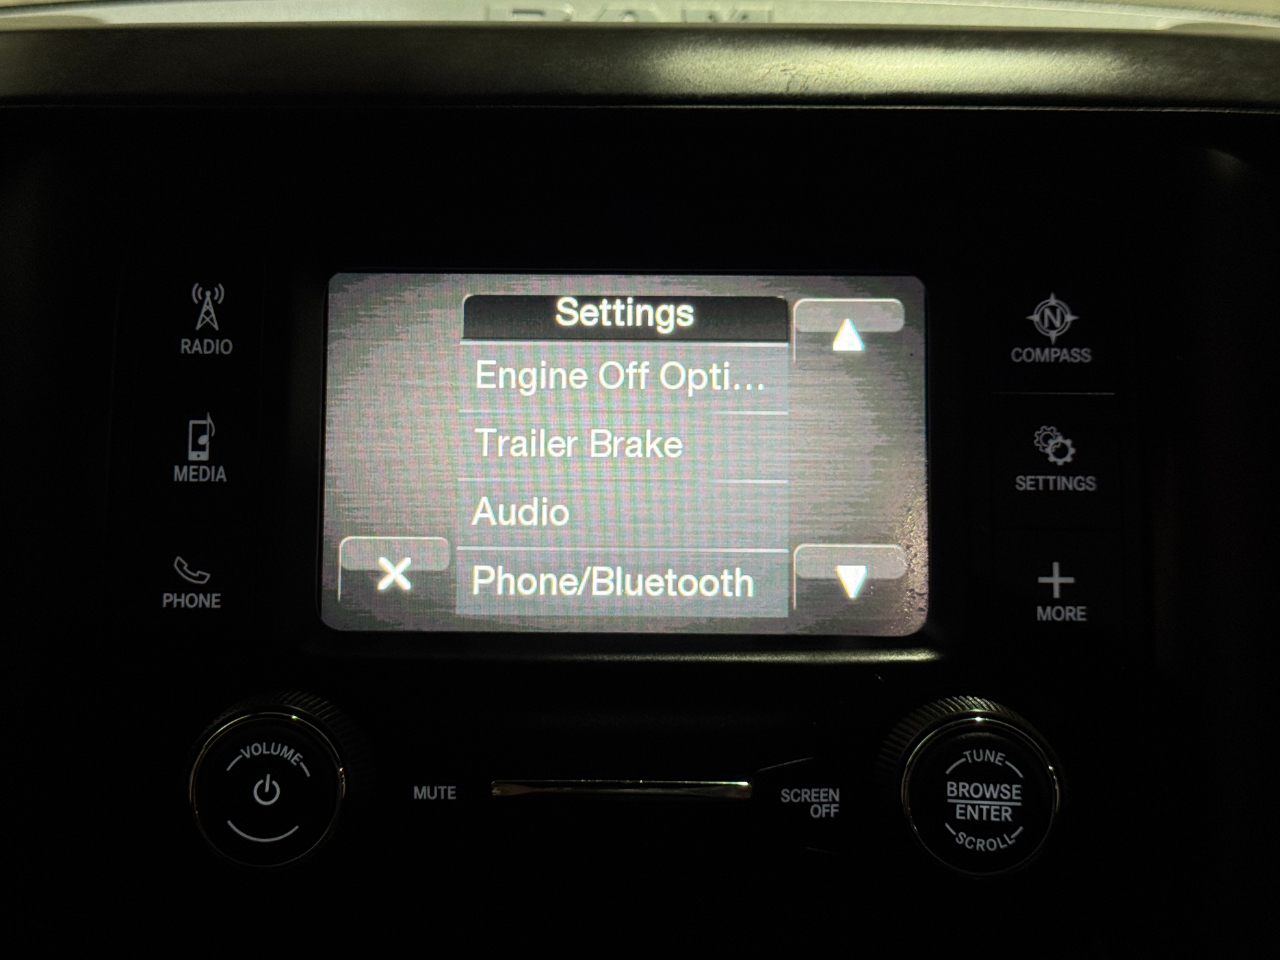 RAM
Settings
Engine Off Opti...
Trailer Brake
Audio
Phone/Bluetooth
RADIO
MEDIA
PHONE
COMPASS
SETTINGS
MORE
VOLUME
MUTE
SCREEN
OFF
TUNE
BROWSE
ENTER
SCROLL